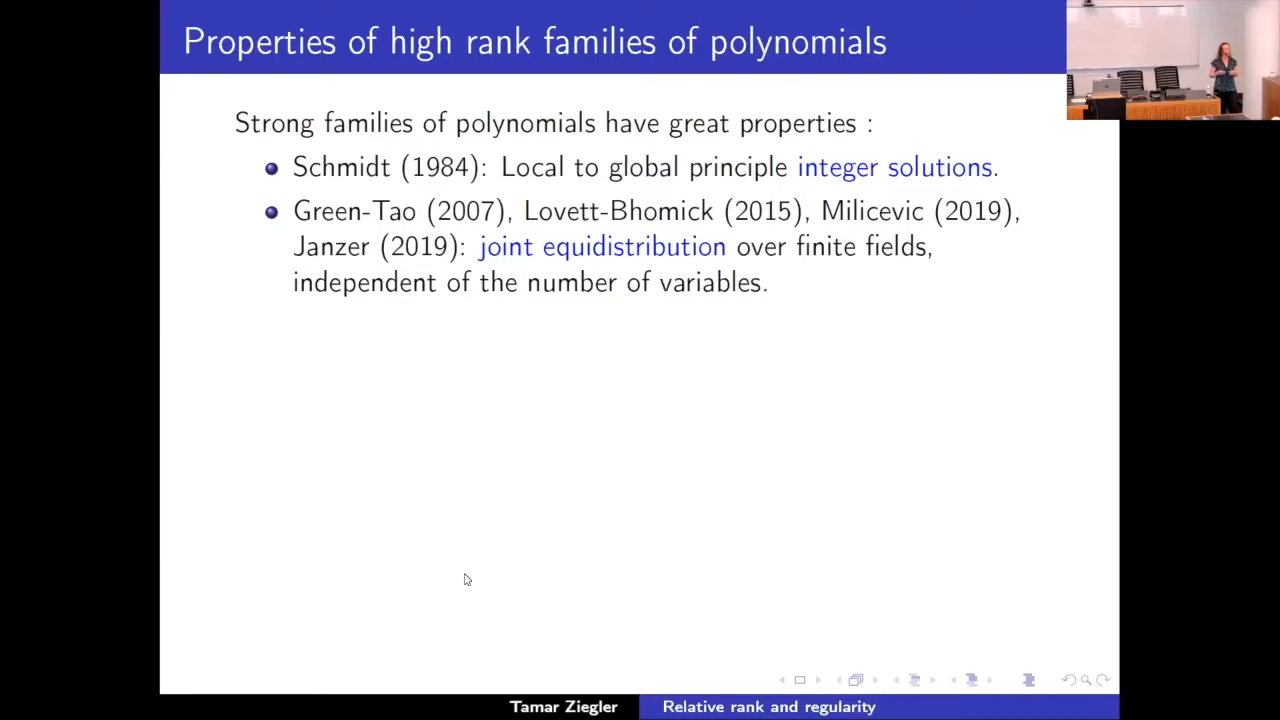 Properties of high rank families of polynomials
Strong families of polynomials have great properties :
Schmidt (1984): Local to global principle integer solutions.
Green-Tao (2007), Lovett-Bhomick (2015), Milicevic (2019),
Janzer (2019): joint equidistribution over finite fields,
independent of the number of variables.
Tamar Ziegler
Relative rank and regularity